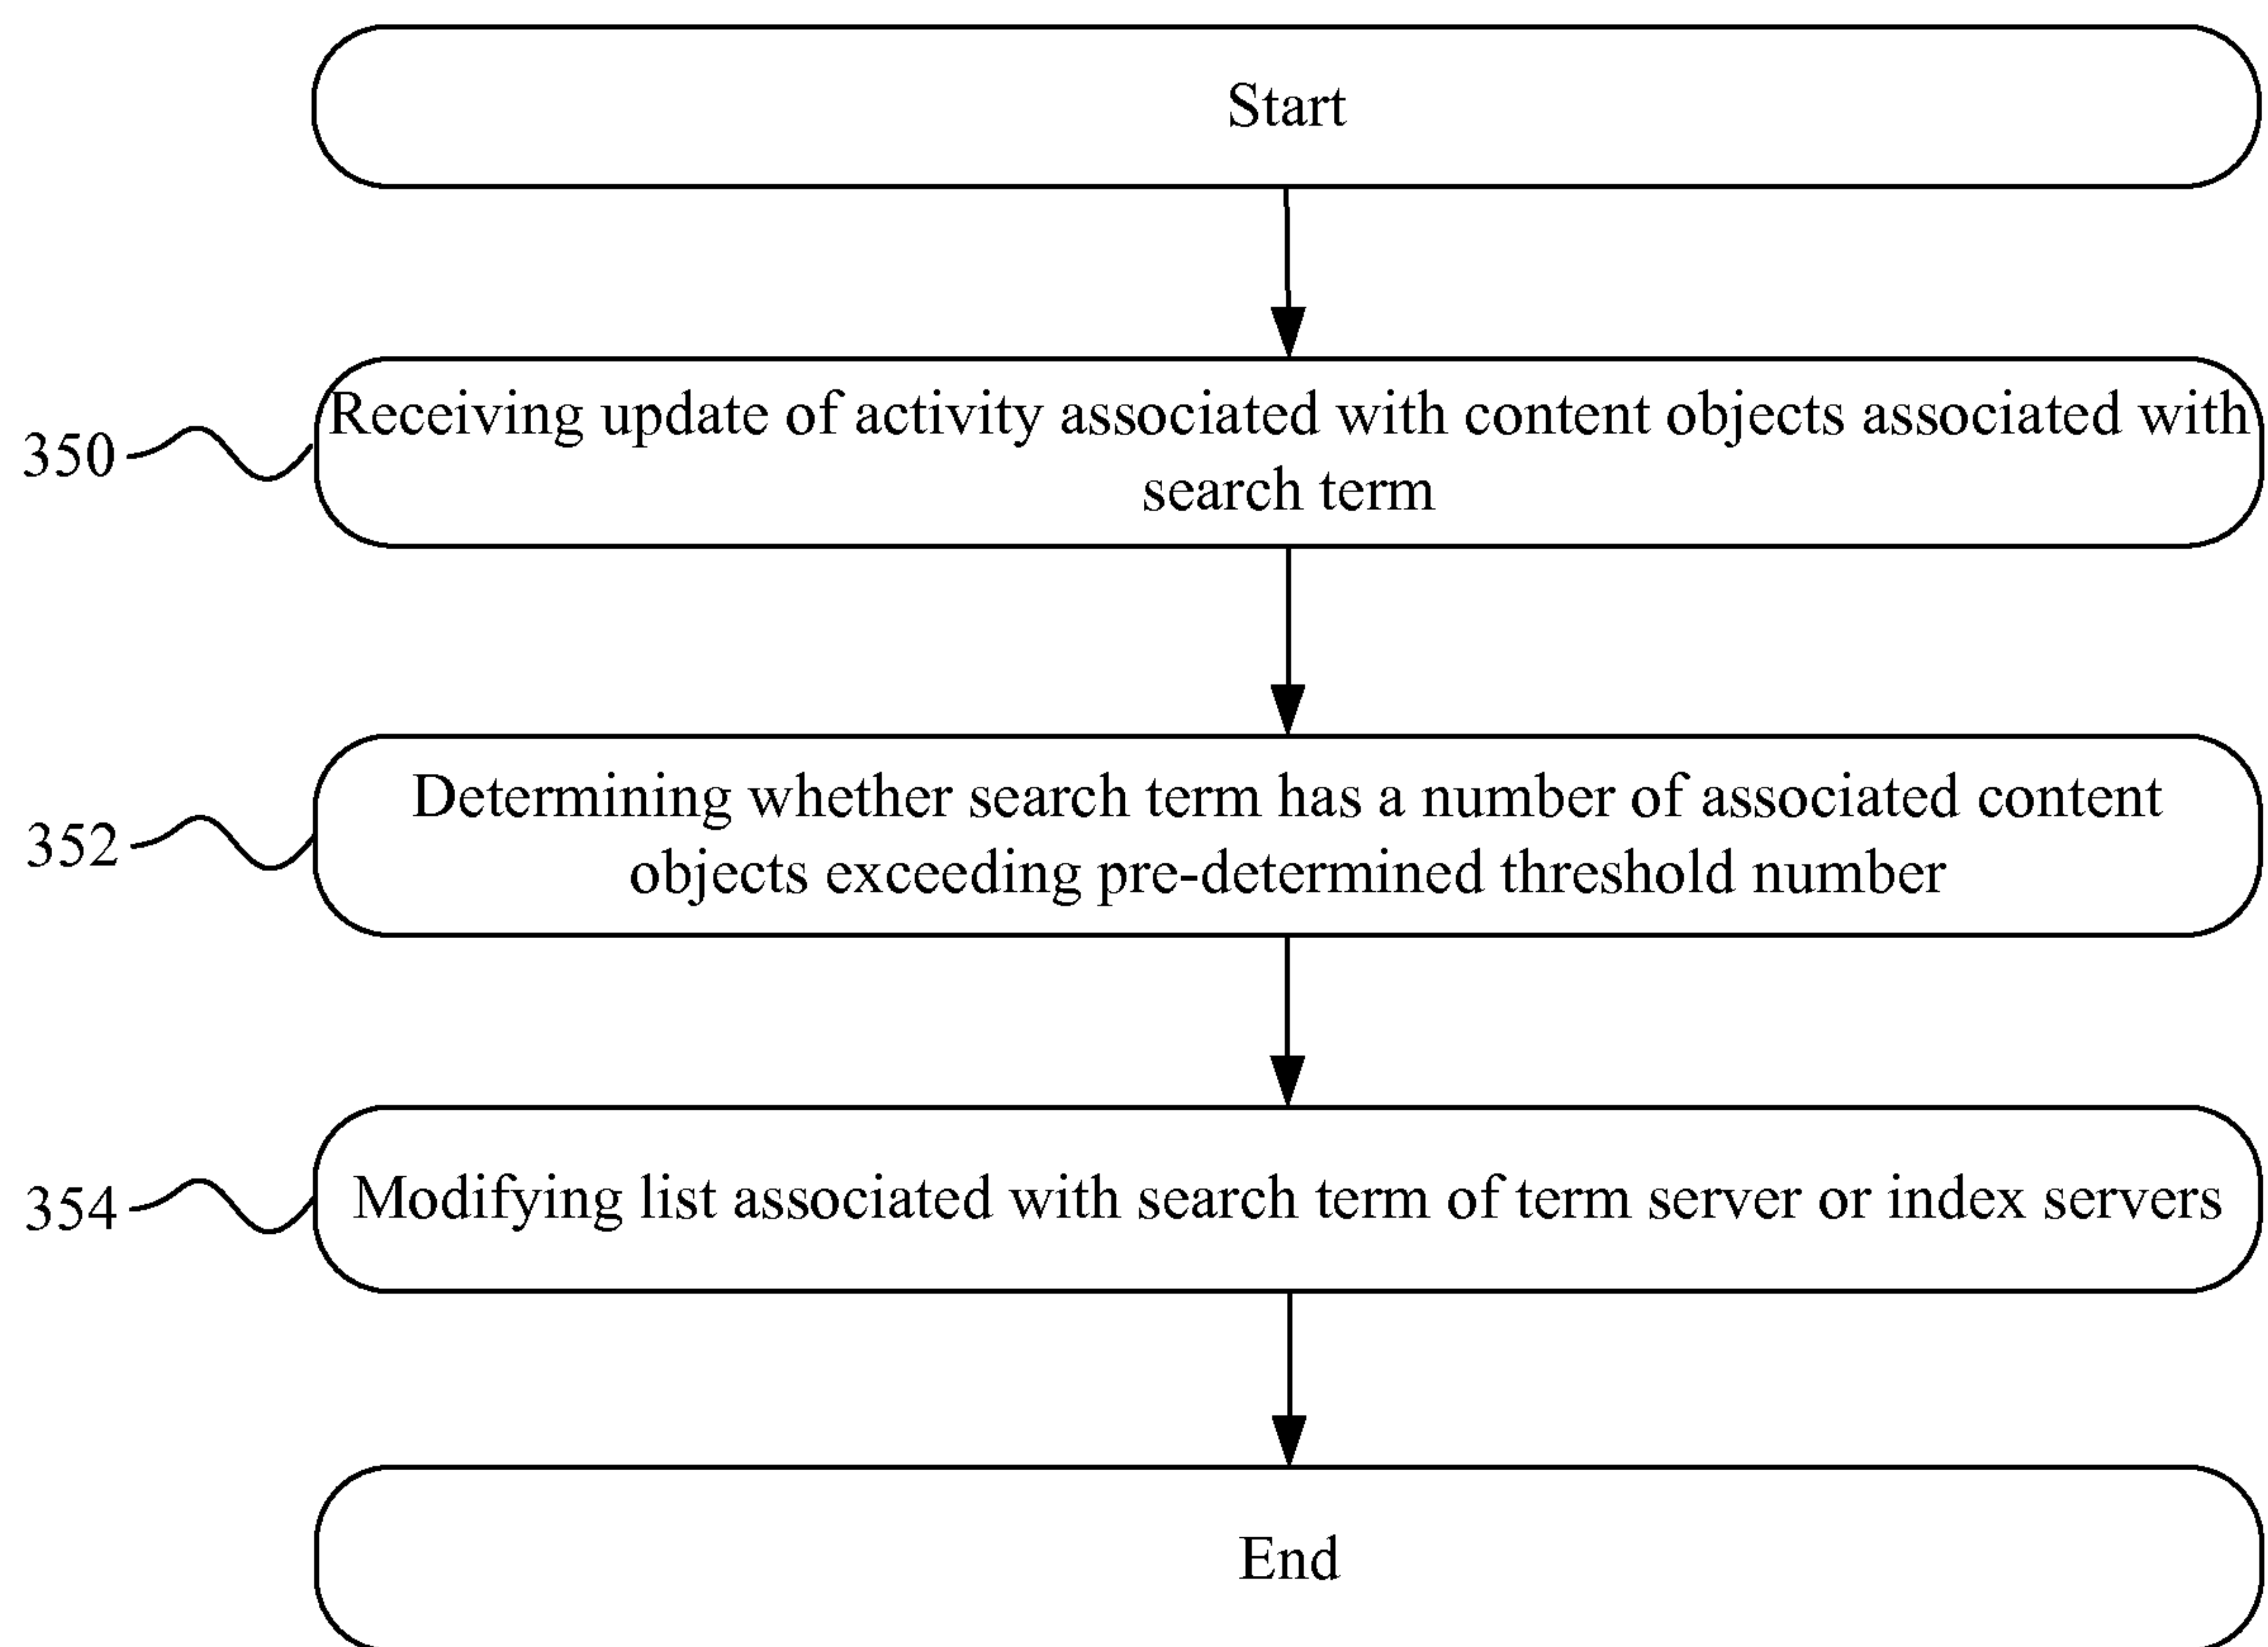 Start
Receiving update of activity associated with content objects associated with
search term
350
Determining whether search term has a number of associated content
objects exceeding pre-determined threshold number
352
Modifying list associated with search term of term server or index servers
354
End